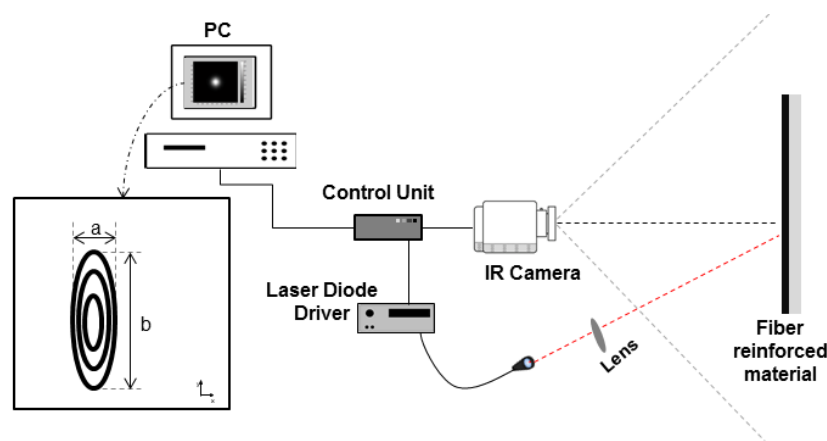 PC
Control Unit
a
IR Camera
Laser Diode
Driver
b
Lens
Fiber
reinforced
material